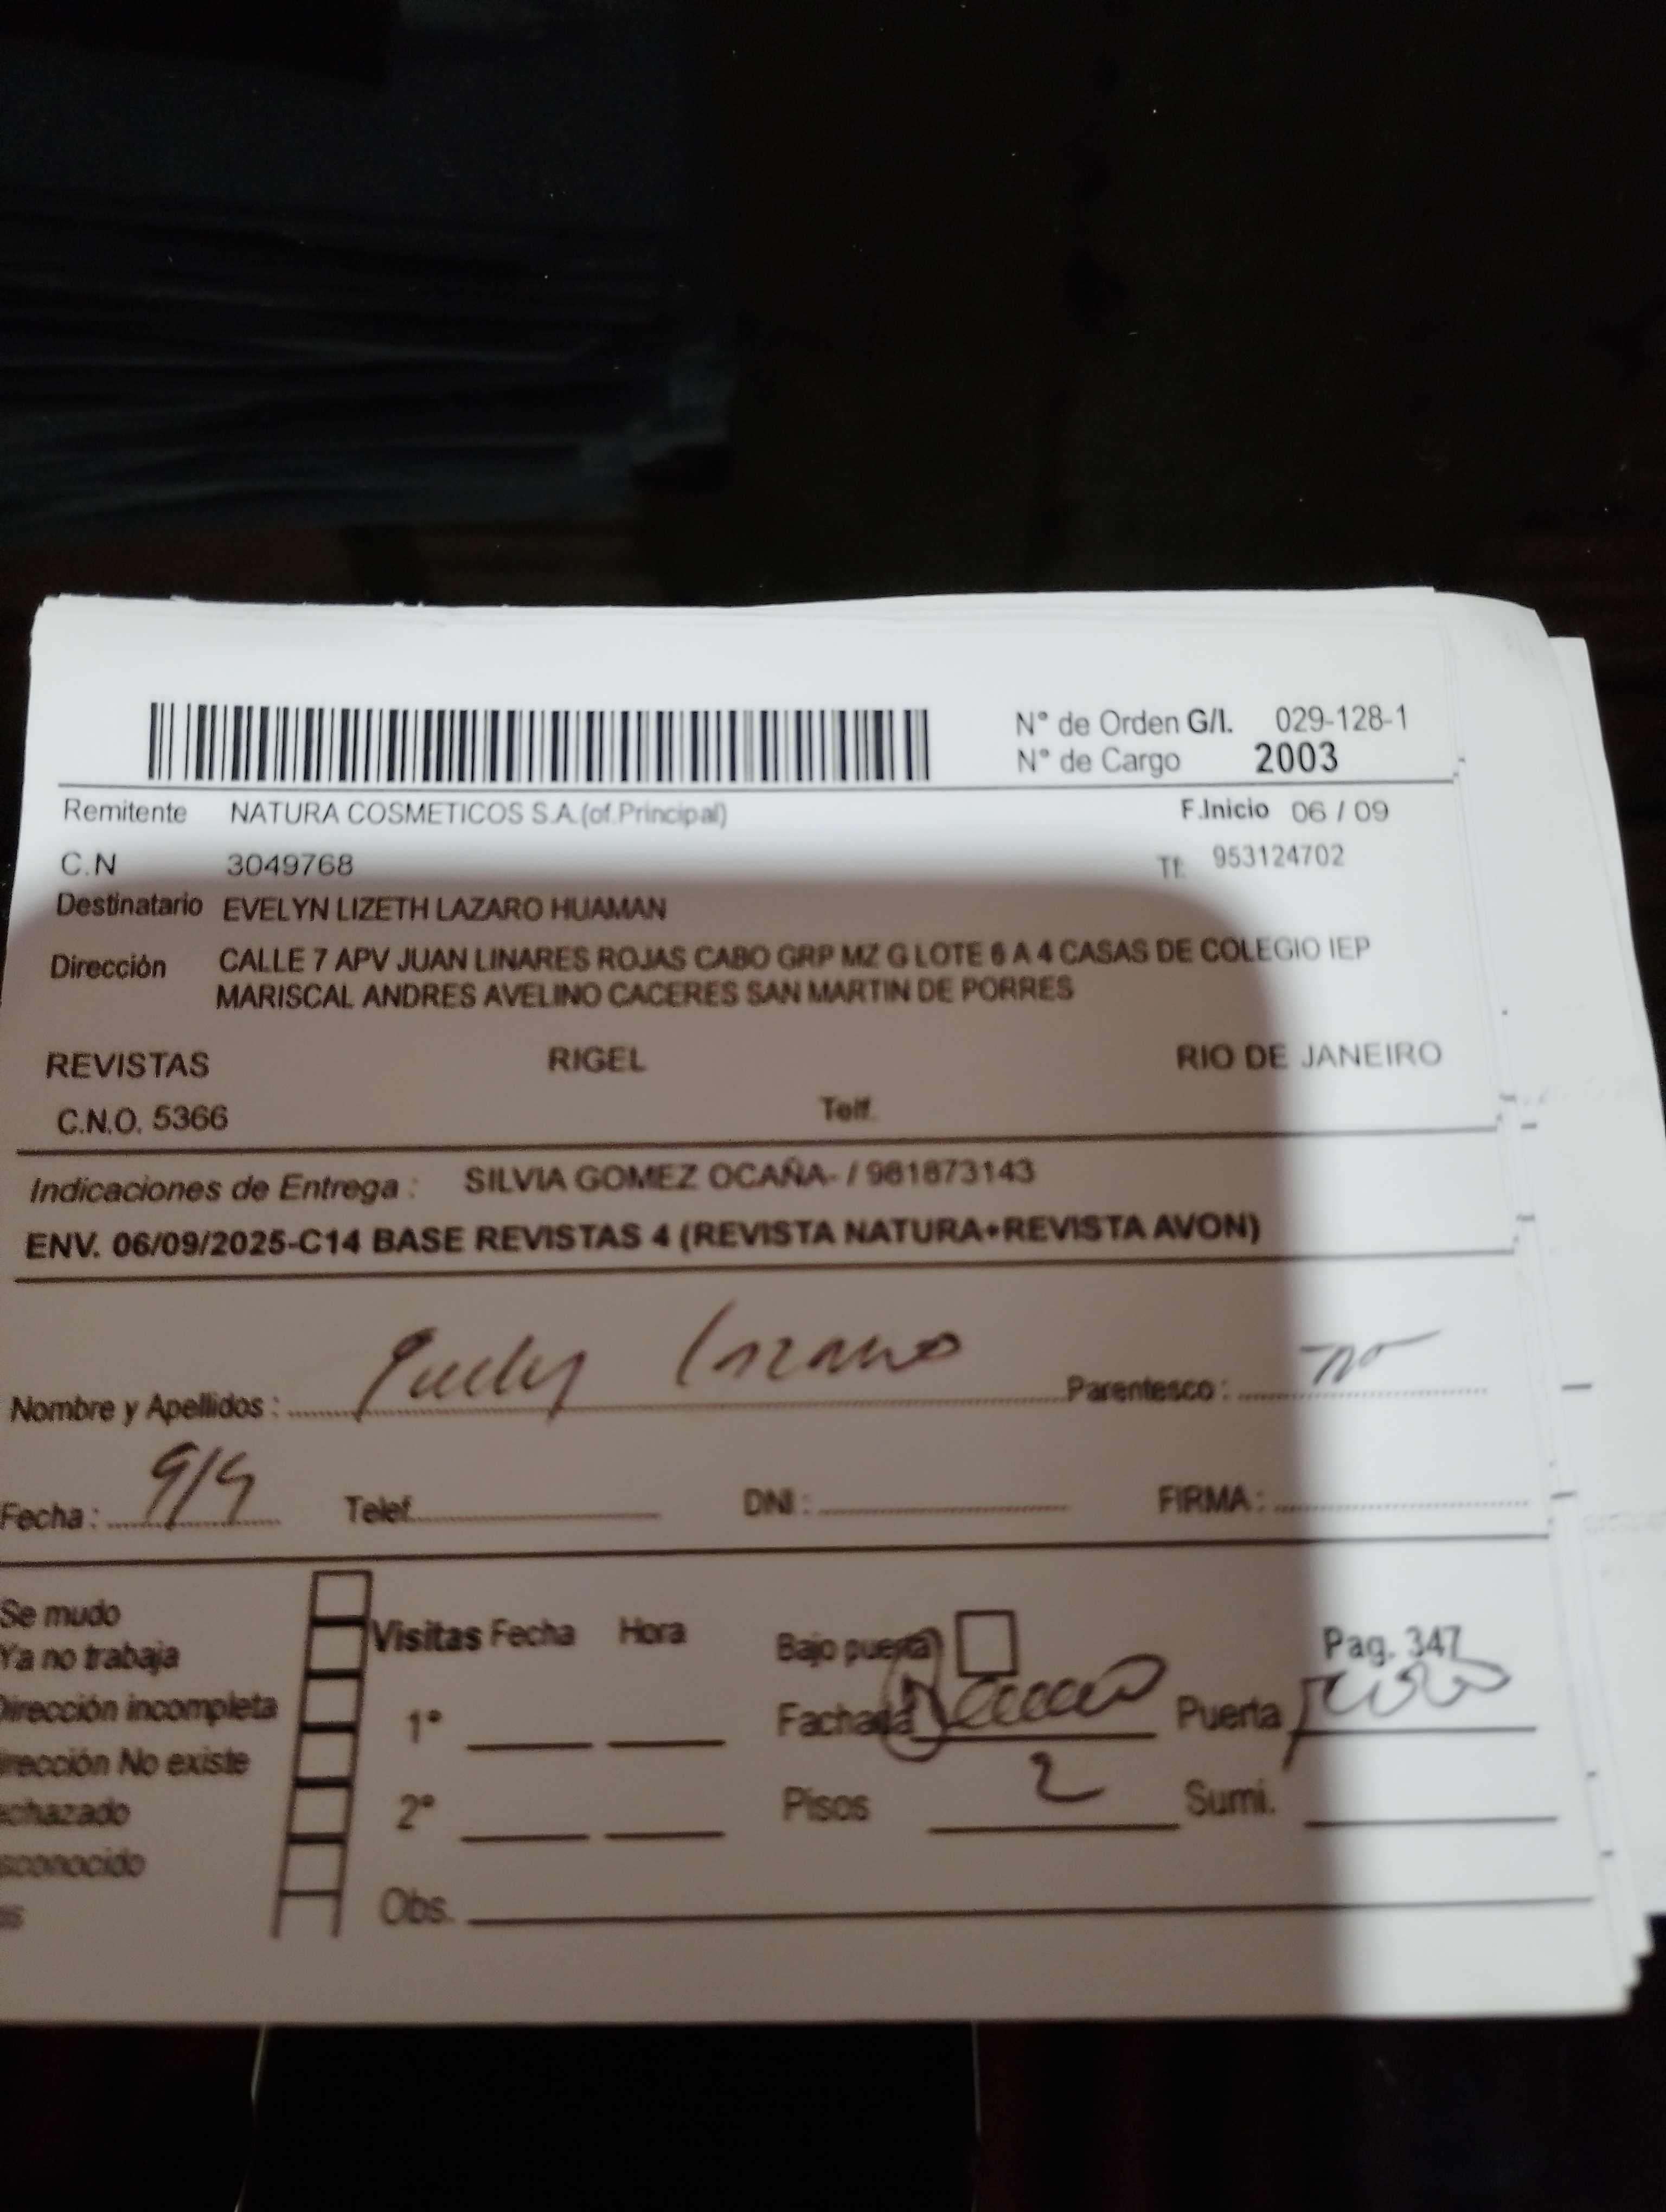 N° de Orden G/I. 029-128-1
N° de Cargo 2003
Remitente NATURA COSMETICOS S.A.(of.Principal) F.Inicio 06 / 09
C.N 3049768 Tf: 953124702
Destinatario EVELYN LIZETH LAZARO HUAMAN
Dirección CALLE 7 APV JUAN LINARES ROJAS CABO GRP MZ G LOTE 6 A 4 CASAS DE COLEGIO IEP
MARISCAL ANDRES AVELINO CACERES SAN MARTIN DE PORRES
REVISTAS RIGEL RIO DE JANEIRO
C.N.O. 5366 Telf.
Indicaciones de Entrega : SILVIA GOMEZ OCAÑA- / 981873143
ENV. 06/09/2025-C14 BASE REVISTAS 4 (REVISTA NATURA+REVISTA AVON)
Nombre y Apellidos : Parentesco :
Fecha : 9/9 Telef. DNI : FIRMA :
Se mudo
Ya no trabaja
Dirección incompleta
irección No existe
echazado
sconocido
Visitas Fecha Hora
1°
2°
Obs.
Bajo puerta Pag. 347
Fachada Puerta
Pisos 2 Sumi.